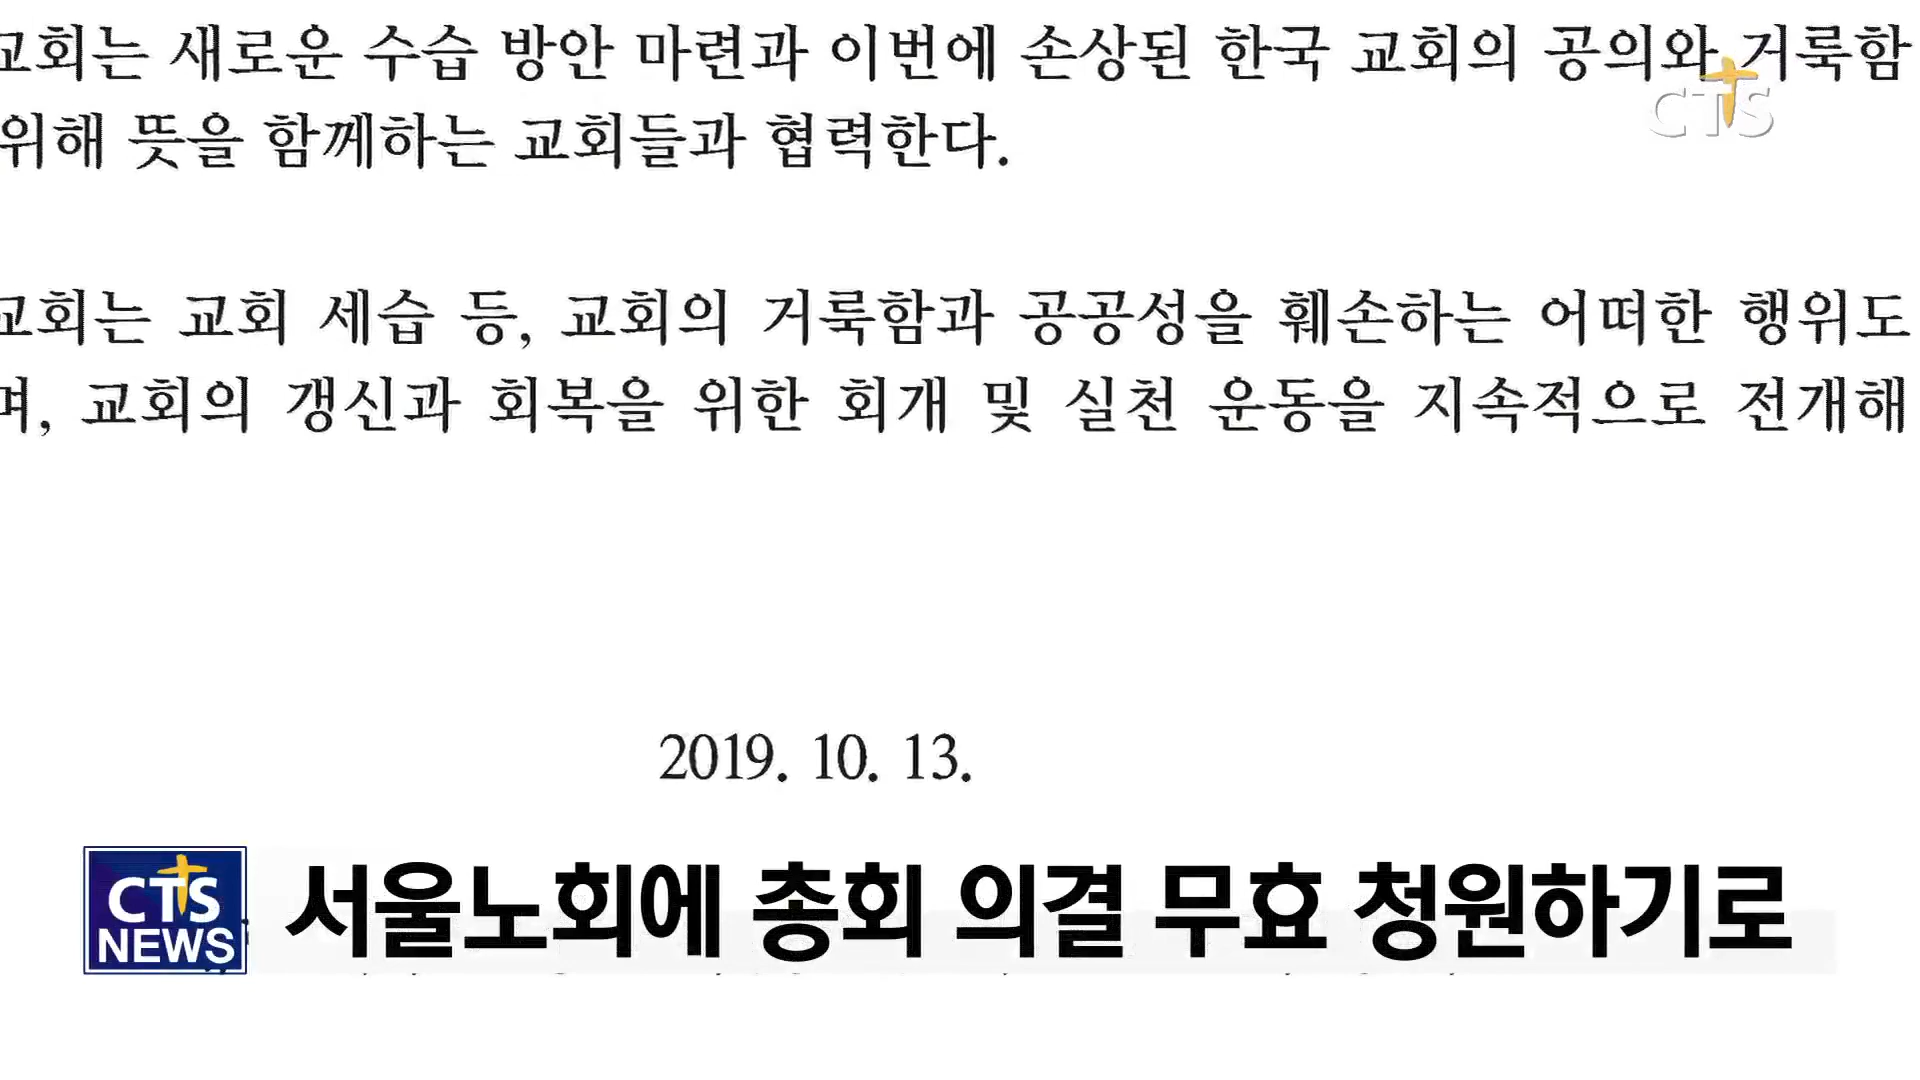 교회는 새로운 수습 방안 마련과 이번에 손상된 한국 교회의 공의와 거룩함
CTS
위해 뜻을 함께하는 교회들과 협력한다.
교회는 교회 세습 등, 교회의 거룩함과 공공성을 훼손하는 어떠한 행위도
며, 교회의 갱신과 회복을 위한 회개 및 실천 운동을 지속적으로 전개해
2019. 10. 13.
CTS
NEWS
서울노회에 총회 의결 무효 청원하기로